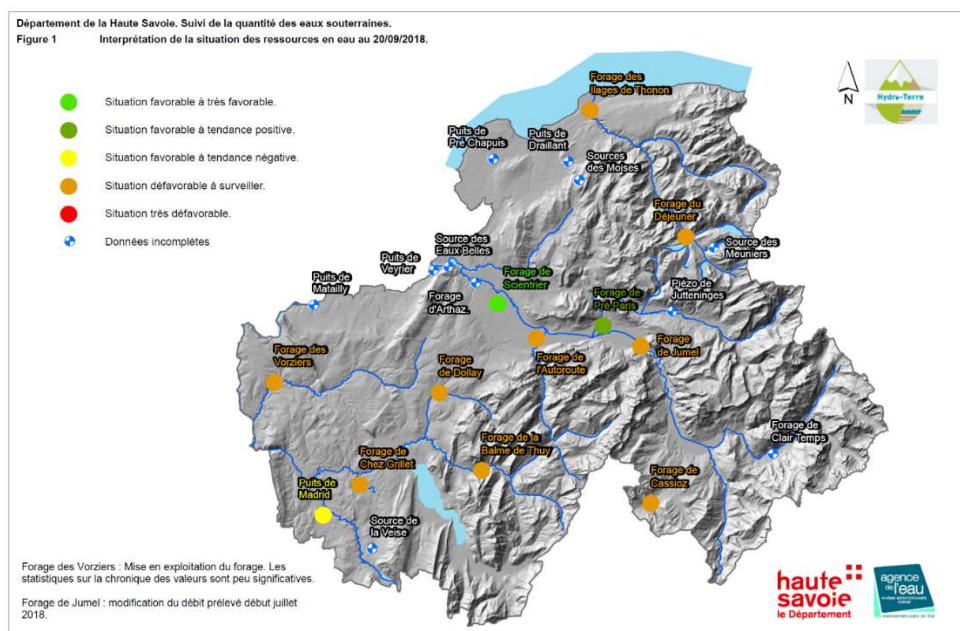 Département de la Haute Savoie. Suivi de la quantité des eaux souterraines.
Figure 1 Interprétation de la situation des ressources en eau au 20/09/2018.
Situation favorable à très favorable.
Situation favorable à tendance positive.
Situation favorable à tendance négative.
Situation défavorable à surveiller.
Situation très défavorable.
Données incomplètes
N
Hydro-Terre
Forage des
Ilages de Thonon
Puits de
Pré Chapuis
Puits de
Draillant
Sources
des Moises
Forage du
Déjeuner
Source des
Meuniers
Source des
Eaux Belles
Puits de
Veyrier
Puits de
Matailly
Forage
d'Arthaz.
Forage de
Scientrier
Forage de
Pré Paris
Piézo de
Jutteninges
Forage des
Vorziers
Forage
de Dollay
Forage de
l'Autoroute
Forage
de Jumel
Forage de
Clair Temps
Forage de
Chez Grillet
Forage de la
Balme de Thuy
Forage de
Cassioz
Puits de
Madrid
Source de
la Veïse
Forage des Vorziers : Mise en exploitation du forage. Les
statistiques sur la chronique des valeurs sont peu significatives.
Forage de Jumel : modification du débit prélevé début juillet
2018.
haute
savoie
le Département
agence
de l'eau